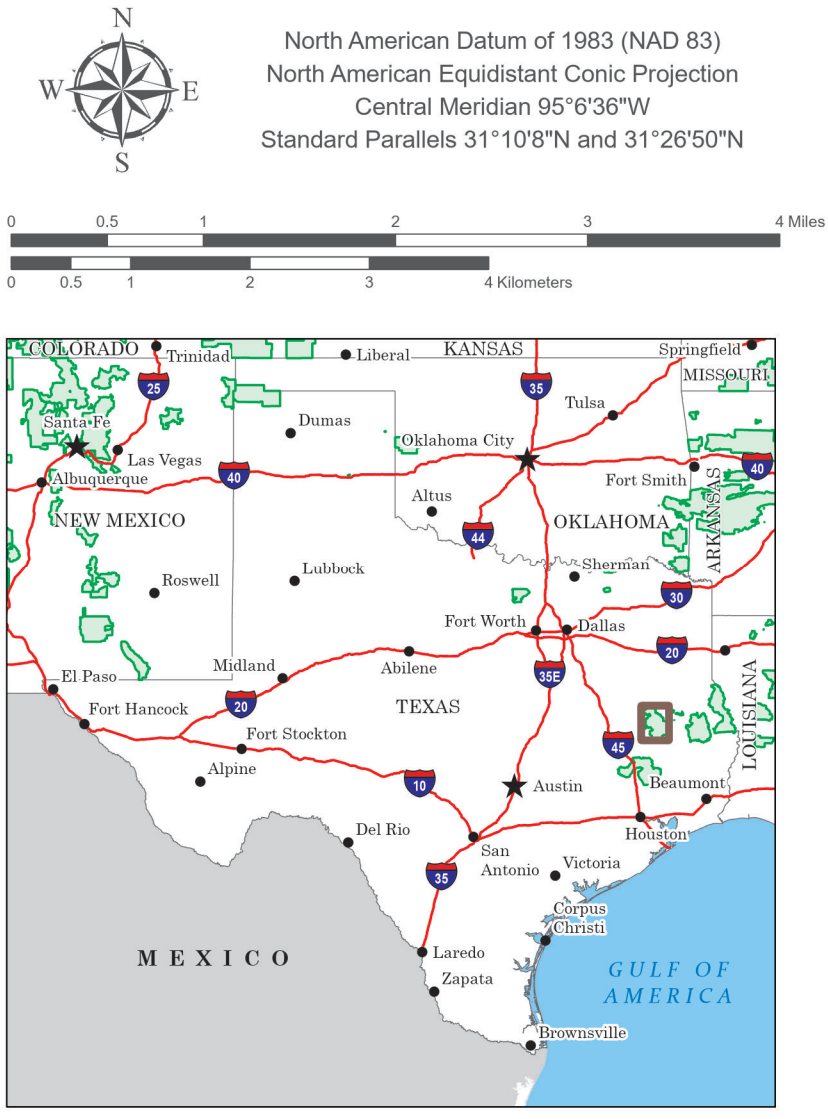 N
W E
S
North American Datum of 1983 (NAD 83)
North American Equidistant Conic Projection
Central Meridian 95°6'36"W
Standard Parallels 31°10'8"N and 31°26'50"N
0 0.5 1 2 3 4 Miles
0 0.5 1 2 3 4 Kilometers
COLORADO
Trinidad
Liberal
KANSAS
Springfield
MISSOURI
25
35
Santa Fe
Dumas
Tulsa
Las Vegas
Oklahoma City
Albuquerque
40
Fort Smith
40
NEW MEXICO
Altus
44
OKLAHOMA
ARKANSAS
Roswell
Lubbock
Sherman
30
Fort Worth
Dallas
El Paso
Midland
Abilene
35E
20
Fort Hancock
20
TEXAS
LOUISIANA
Fort Stockton
45
Alpine
10
Austin
Beaumont
Del Rio
San
Antonio
Houston
35
Victoria
Corpus
Christi
MEXICO
Laredo
Zapata
GULF OF
AMERICA
Brownsville